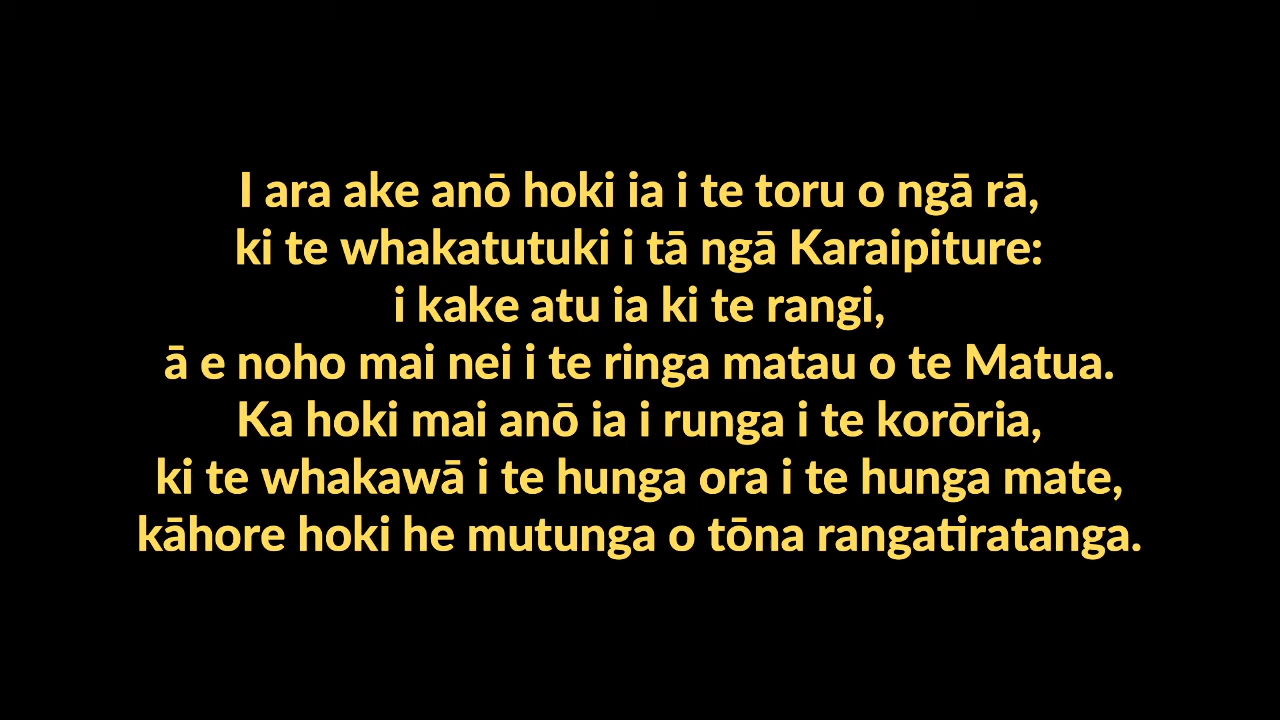 I ara ake anō hoki ia i te toru o ngā rā,
ki te whakatutuki i tā ngā Karaipiture:
i kake atu ia ki te rangi,
ā e noho mai nei i te ringa matau o te Matua.
Ka hoki mai anō ia i runga i te korōria,
ki te whakawā i te hunga ora i te hunga mate,
kāhore hoki he mutunga o tōna rangatiratanga.